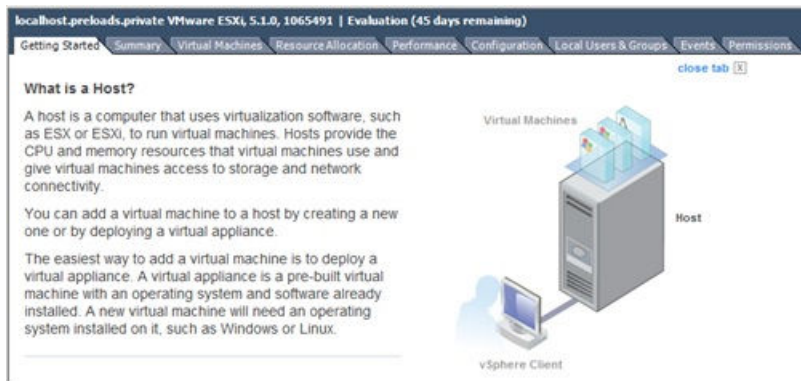 localhost.preloads.private VMware ESXi, 5.1.0, 1065491 | Evaluation (45 days remaining)
Getting Started Summary Virtual Machines Resource Allocation Performance Configuration Local Users & Groups Events Permissions
close tab X
What is a Host?
A host is a computer that uses virtualization software, such
as ESX or ESXi, to run virtual machines. Hosts provide the
CPU and memory resources that virtual machines use and
give virtual machines access to storage and network
connectivity.
You can add a virtual machine to a host by creating a new
one or by deploying a virtual appliance.
The easiest way to add a virtual machine is to deploy a
virtual appliance. A virtual appliance is a pre-built virtual
machine with an operating system and software already
installed. A new virtual machine will need an operating
system installed on it, such as Windows or Linux.
Virtual Machines
Host
vSphere Client